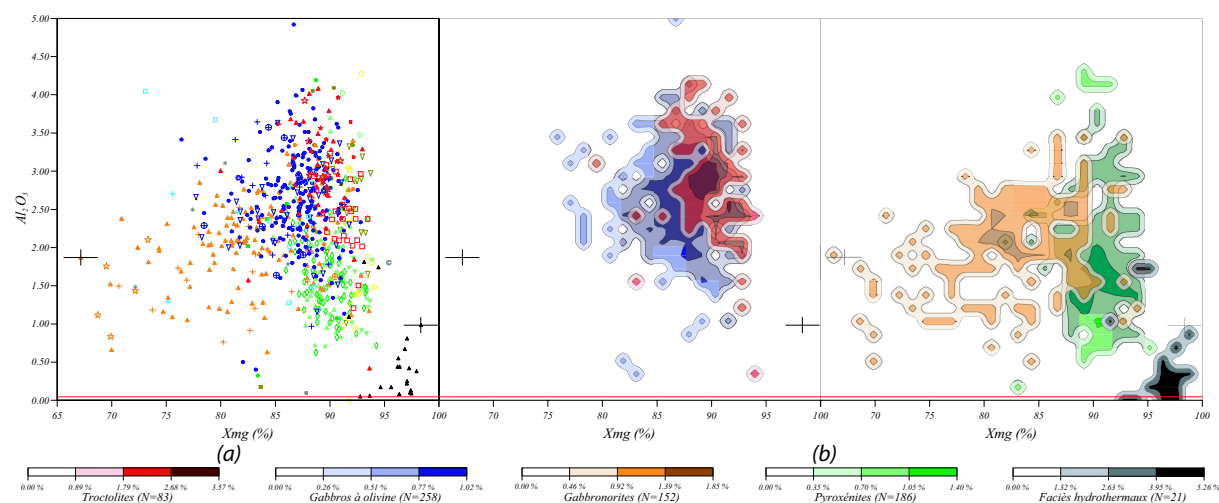 5.00
4.50
4.00
3.50
3.00
2.50
2.00
1.50
1.00
0.50
0.00
Al2O3
65 70 75 80 85 90 95 100 70 75 80 85 90 95 100 70 75 80 85 90 95 100
Xmg (%) Xmg (%) Xmg (%)
(a) (b)
0.00 % 0.89 % 1.79 % 2.68 % 3.57 %
Troctolites (N=83)
0.00 % 0.26 % 0.51 % 0.77 % 1.02 %
Gabbros à olivine (N=258)
0.00 % 0.46 % 0.92 % 1.39 % 1.85 %
Gabbronorites (N=152)
0.00 % 0.35 % 0.70 % 1.05 % 1.40 %
Pyroxénites (N=186)
0.00 % 1.32 % 2.63 % 3.95 % 5.26 %
Faciès hydrothermaux (N=21)